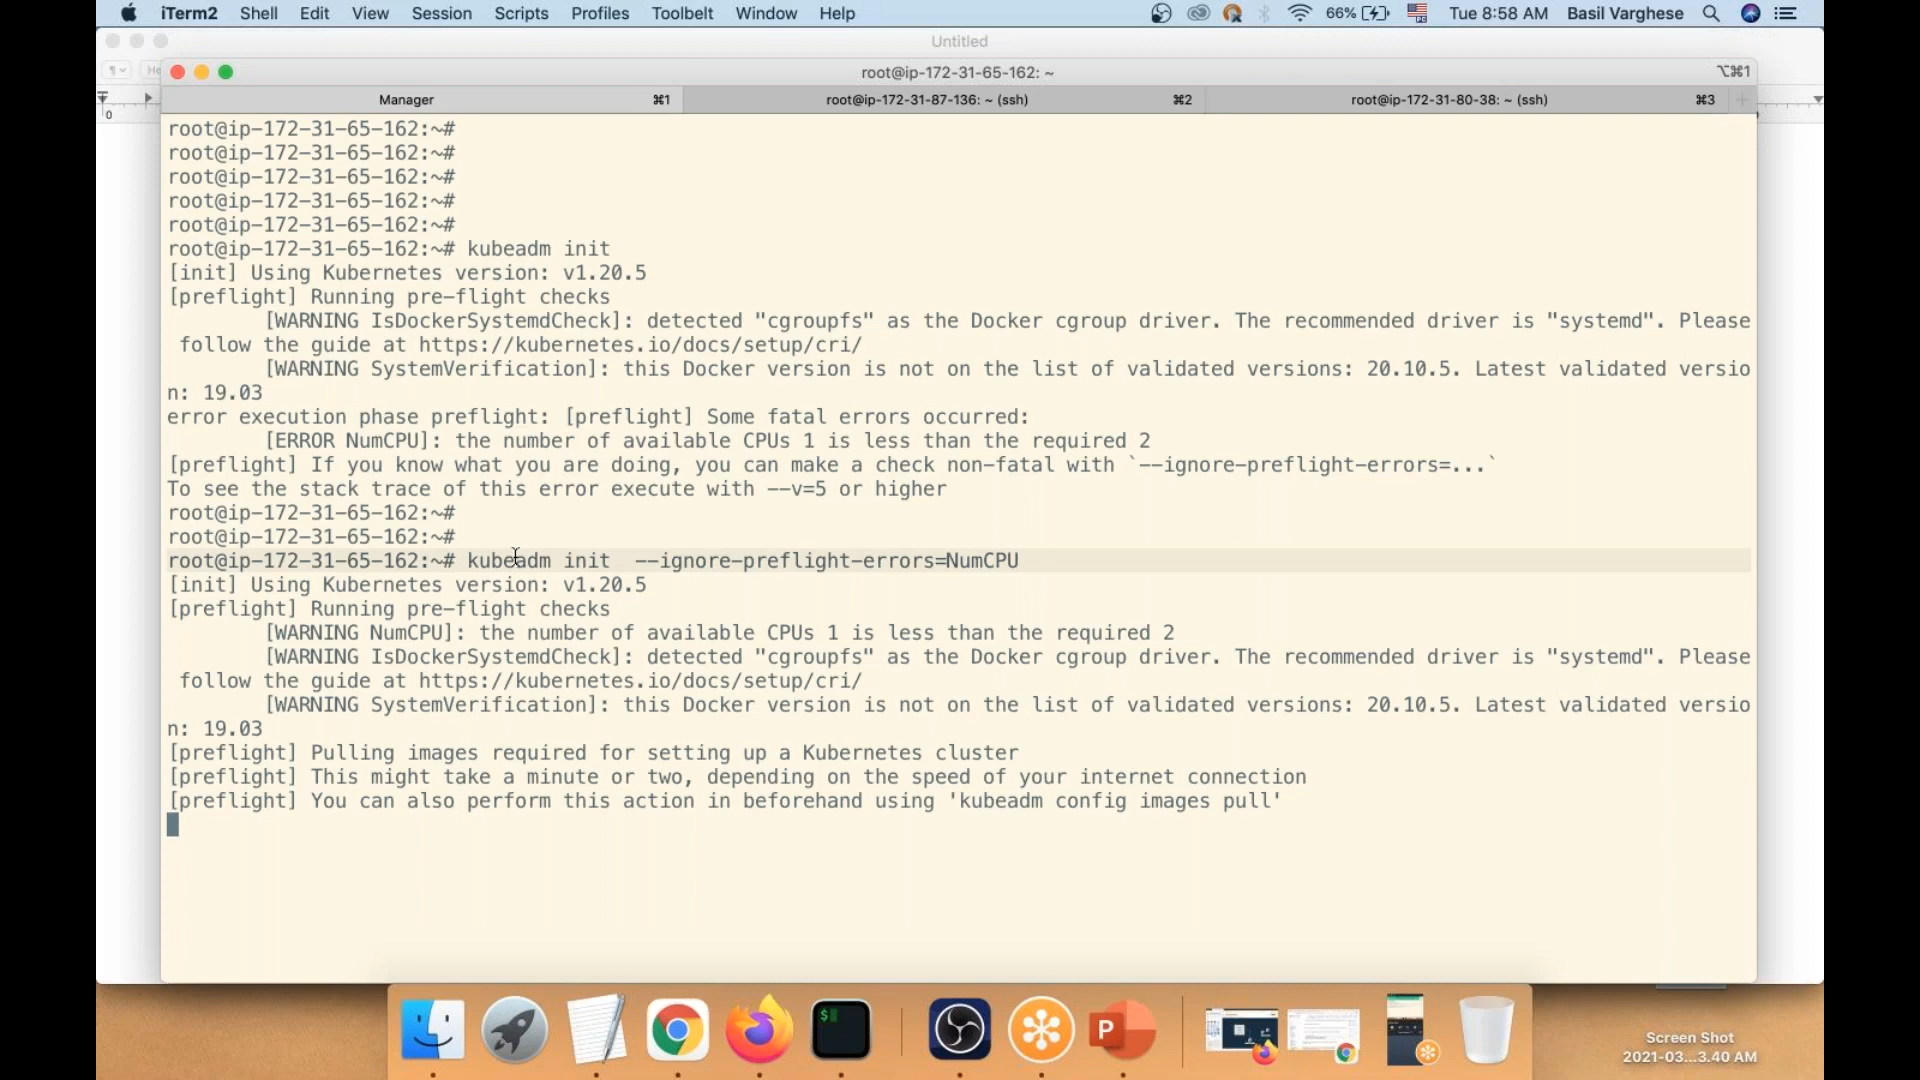 iTerm2 Shell Edit View Session Scripts Profiles Toolbelt Window Help 66% Tue 8:58 AM Basil Varghese
Untitled
root@ip-172-31-65-162: ~ ⌥⌘1
Manager ⌘1 root@ip-172-31-87-136: ~ (ssh) ⌘2 root@ip-172-31-80-38: ~ (ssh) ⌘3
0
root@ip-172-31-65-162:~#
root@ip-172-31-65-162:~#
root@ip-172-31-65-162:~#
root@ip-172-31-65-162:~#
root@ip-172-31-65-162:~#
root@ip-172-31-65-162:~# kubeadm init
[init] Using Kubernetes version: v1.20.5
[preflight] Running pre-flight checks
[WARNING IsDockerSystemdCheck]: detected "cgroupfs" as the Docker cgroup driver. The recommended driver is "systemd". Please
follow the guide at https://kubernetes.io/docs/setup/cri/
[WARNING SystemVerification]: this Docker version is not on the list of validated versions: 20.10.5. Latest validated versio
n: 19.03
error execution phase preflight: [preflight] Some fatal errors occurred:
[ERROR NumCPU]: the number of available CPUs 1 is less than the required 2
[preflight] If you know what you are doing, you can make a check non-fatal with `--ignore-preflight-errors=...`
To see the stack trace of this error execute with --v=5 or higher
root@ip-172-31-65-162:~#
root@ip-172-31-65-162:~#
root@ip-172-31-65-162:~# kubeadm init  --ignore-preflight-errors=NumCPU
[init] Using Kubernetes version: v1.20.5
[preflight] Running pre-flight checks
[WARNING NumCPU]: the number of available CPUs 1 is less than the required 2
[WARNING IsDockerSystemdCheck]: detected "cgroupfs" as the Docker cgroup driver. The recommended driver is "systemd". Please
follow the guide at https://kubernetes.io/docs/setup/cri/
[WARNING SystemVerification]: this Docker version is not on the list of validated versions: 20.10.5. Latest validated versio
n: 19.03
[preflight] Pulling images required for setting up a Kubernetes cluster
[preflight] This might take a minute or two, depending on the speed of your internet connection
[preflight] You can also perform this action in beforehand using 'kubeadm config images pull'
$
P
Screen Shot
2021-03...3.40 AM